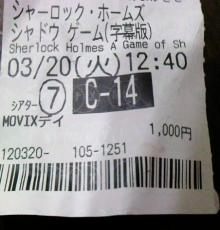 シャーロック・ホームズ
シャドウ ゲーム(字幕版)
Sherlock Holmes A Game of Sh
03/20(火)12:40
シアター ⑦ C-14
MOVIXデイ
1,000円
120320- 105-1251